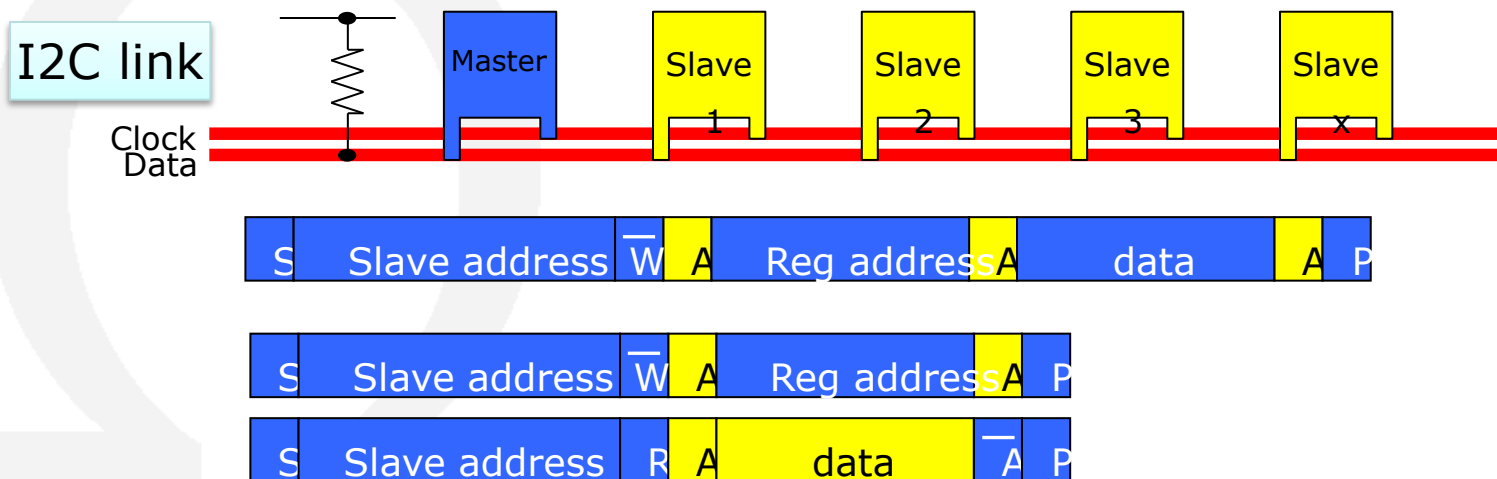 I2C link
Master
Slave 1
Slave 2
Slave 3
Slave x
Clock
Data
S Slave address W̅ A Reg address A data A P
S Slave address W̅ A Reg address A P
S Slave address R A data A̅ P